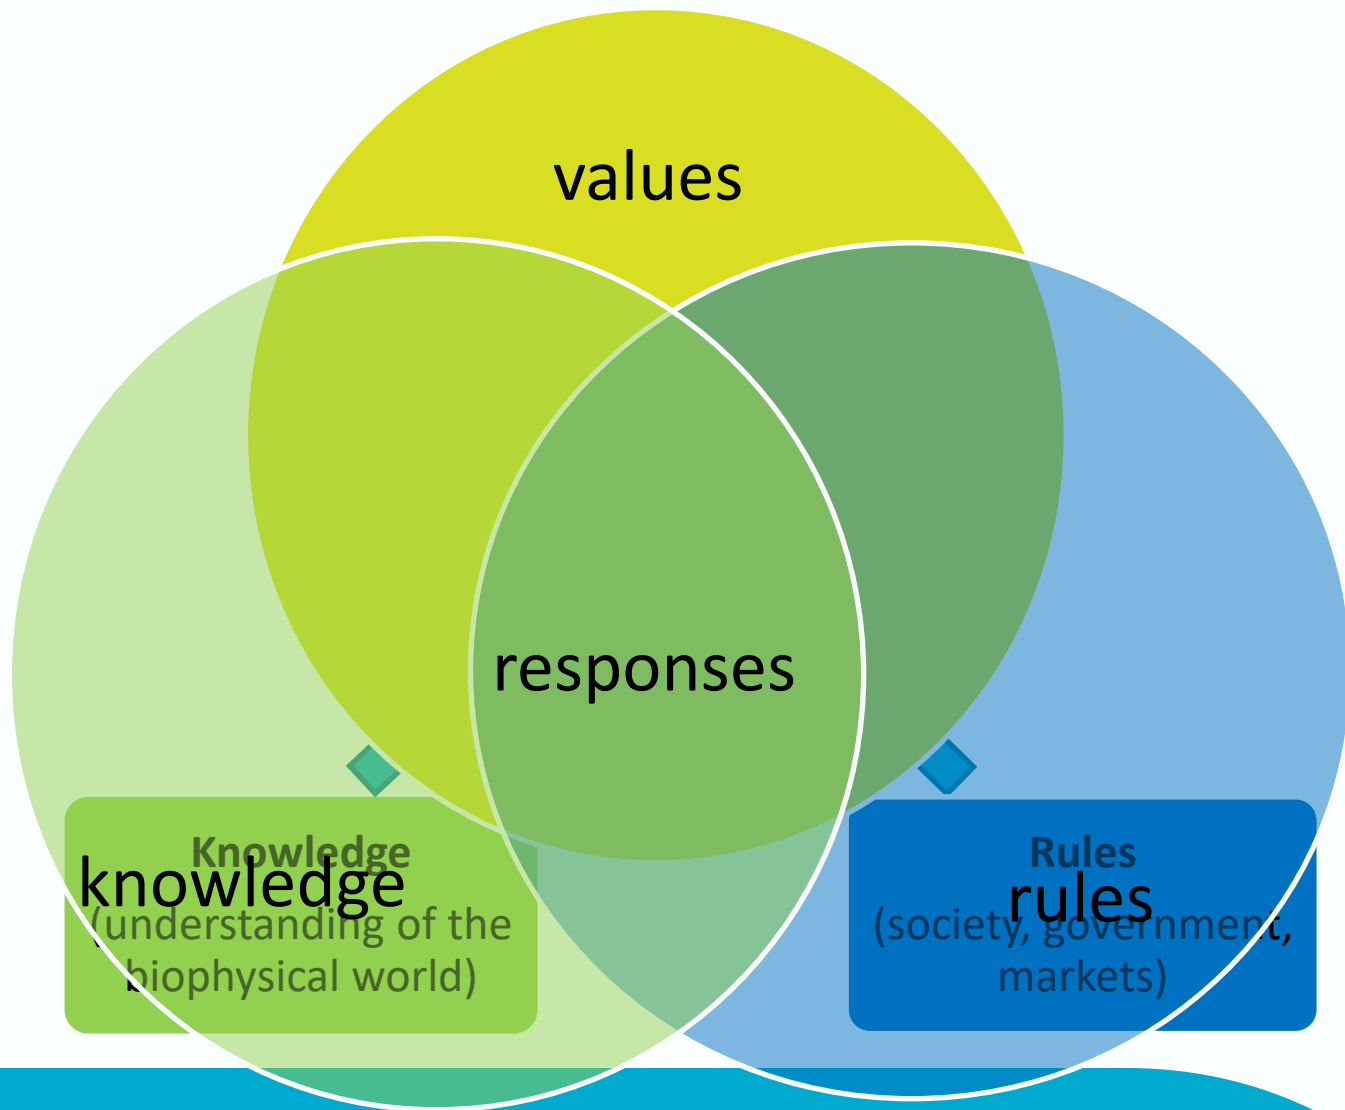 values
responses
Knowledge
knowledge
(understanding of the
biophysical world)
Rules
rules
(society, government,
markets)